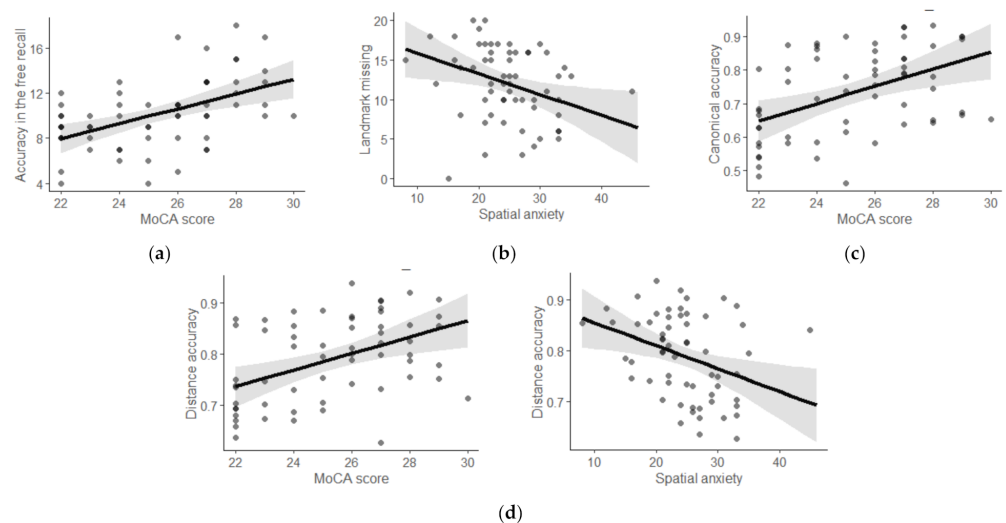 Accuracy in the free recall
16
12
8
4
22 24 26 28 30
MoCA score
(a)
Landmark missing
20
15
10
5
0
10 20 30 40
Spatial anxiety
(b)
Canonical accuracy
0.9
0.8
0.7
0.6
0.5
22 24 26 28 30
MoCA score
(c)
Distance accuracy
0.9
0.8
0.7
22 24 26 28 30
MoCA score
Distance accuracy
0.9
0.8
0.7
10 20 30 40
Spatial anxiety
(d)